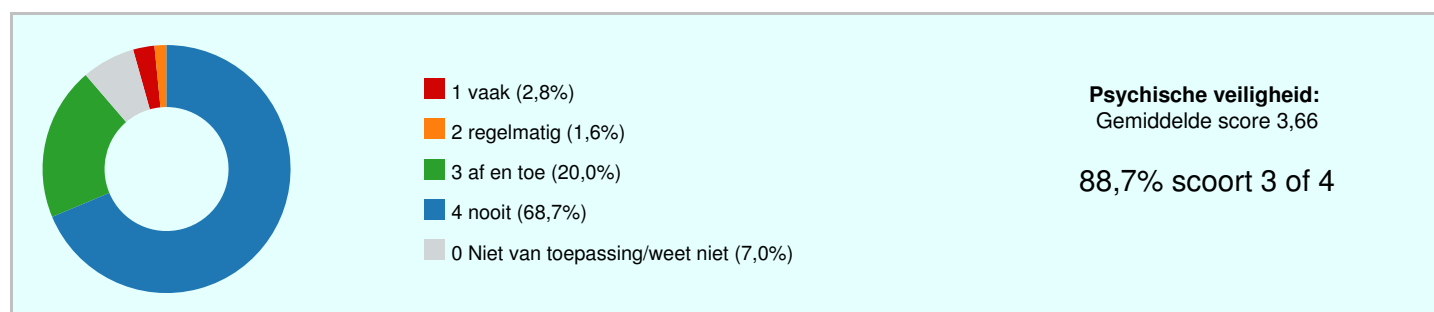 1 vaak (2,8%)
2 regelmatig (1,6%)
3 af en toe (20,0%)
4 nooit (68,7%)
0 Niet van toepassing/weet niet (7,0%)
Psychische veiligheid:
Gemiddelde score 3,66
88,7% scoort 3 of 4